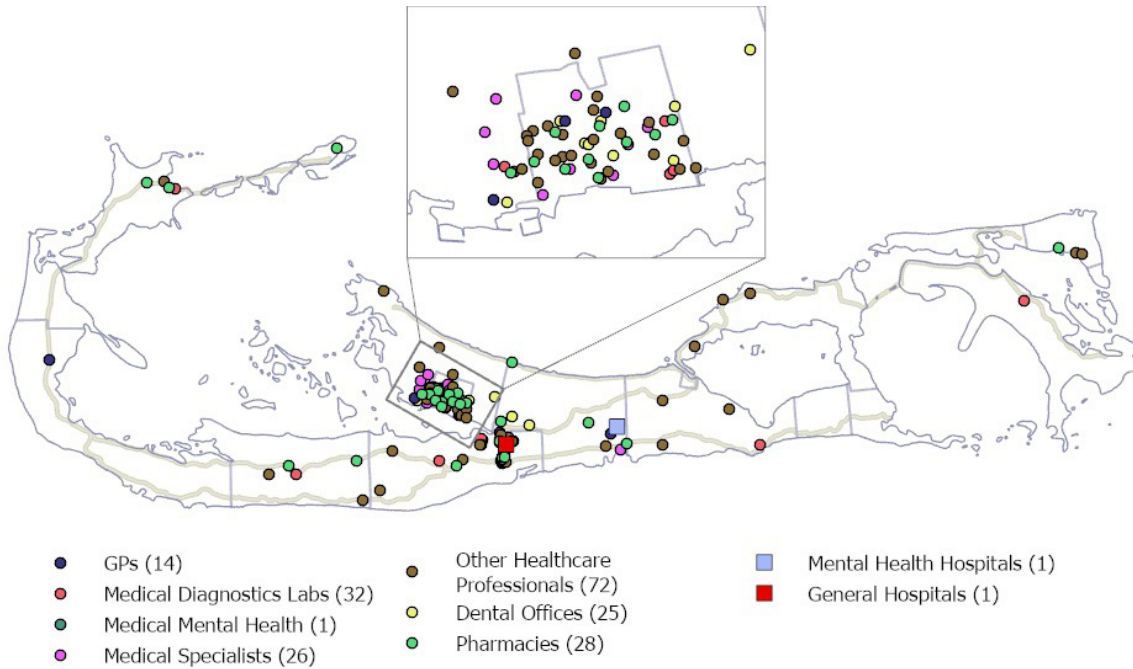 GPs (14)
Medical Diagnostics Labs (32)
Medical Mental Health (1)
Medical Specialists (26)
Other Healthcare
Professionals (72)
Dental Offices (25)
Pharmacies (28)
Mental Health Hospitals (1)
General Hospitals (1)